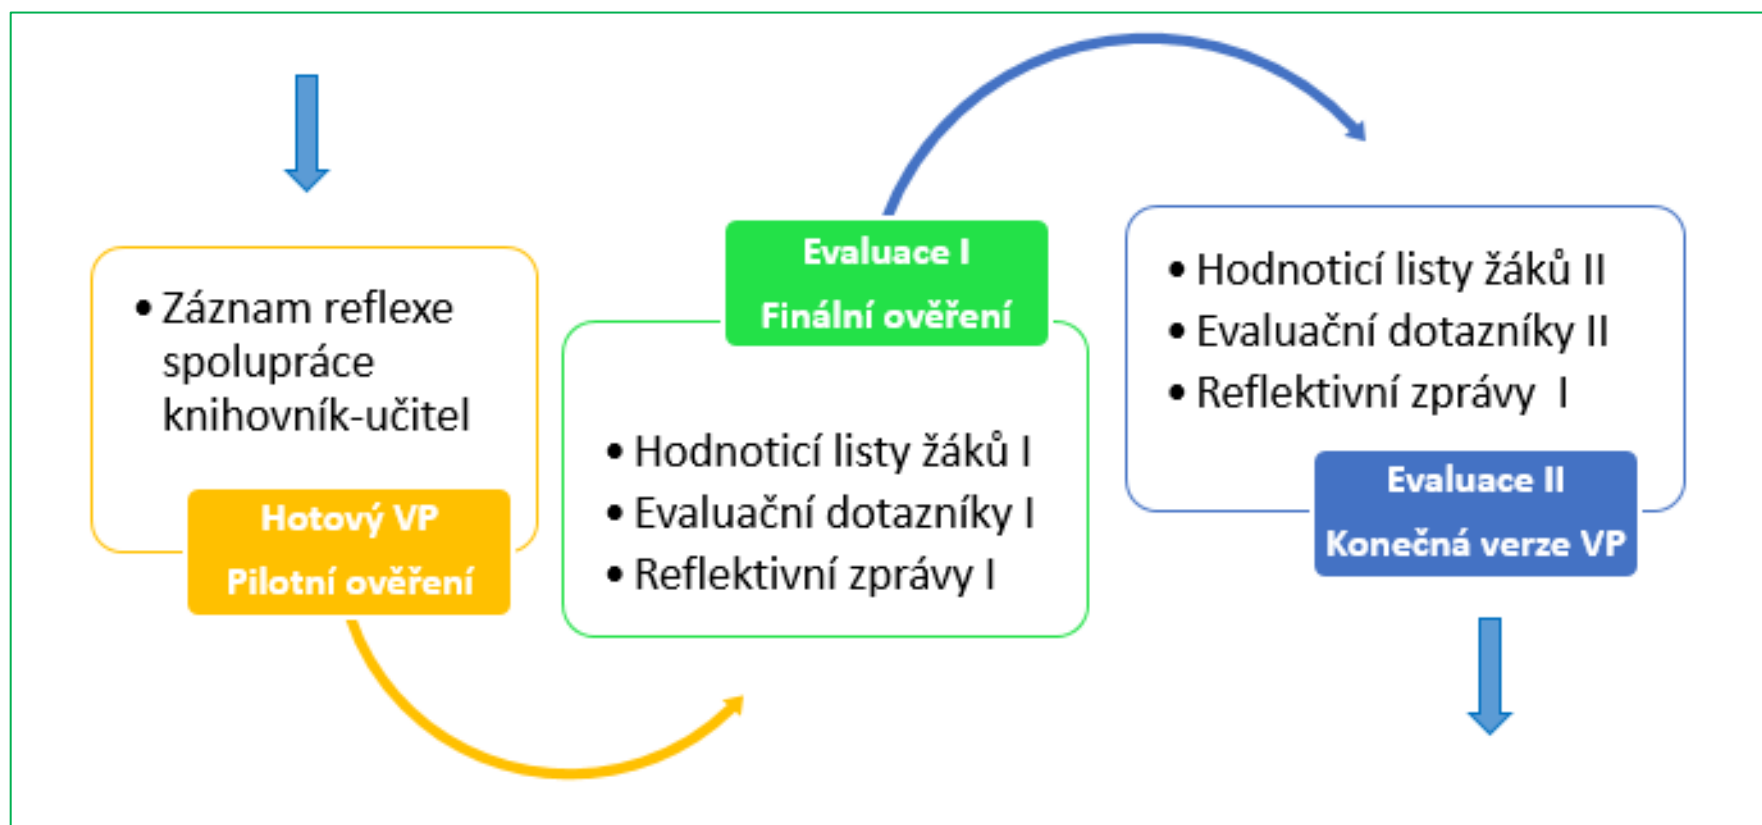 • Záznam reflexe
spolupráce
knihovník-učitel
Hotový VP
Pilotní ověření
Evaluace I
Finální ověření
• Hodnoticí listy žáků I
• Evaluační dotazníky I
• Reflektivní zprávy I
• Hodnoticí listy žáků II
• Evaluační dotazníky II
• Reflektivní zprávy  I
Evaluace II
Konečná verze VP